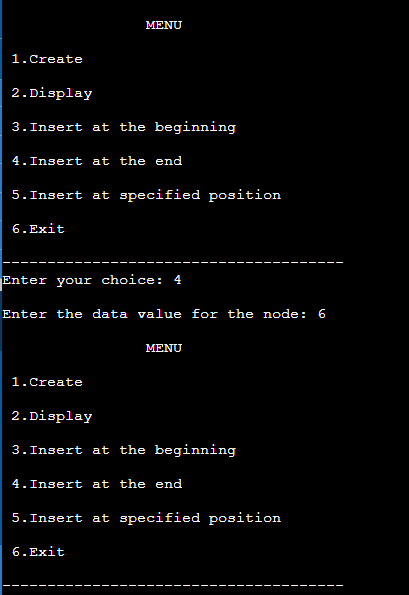 MENU
1.Create
2.Display
3.Insert at the beginning
4.Insert at the end
5.Insert at specified position
6.Exit
--------------------------------------
Enter your choice: 4
Enter the data value for the node: 6
MENU
1.Create
2.Display
3.Insert at the beginning
4.Insert at the end
5.Insert at specified position
6.Exit
--------------------------------------